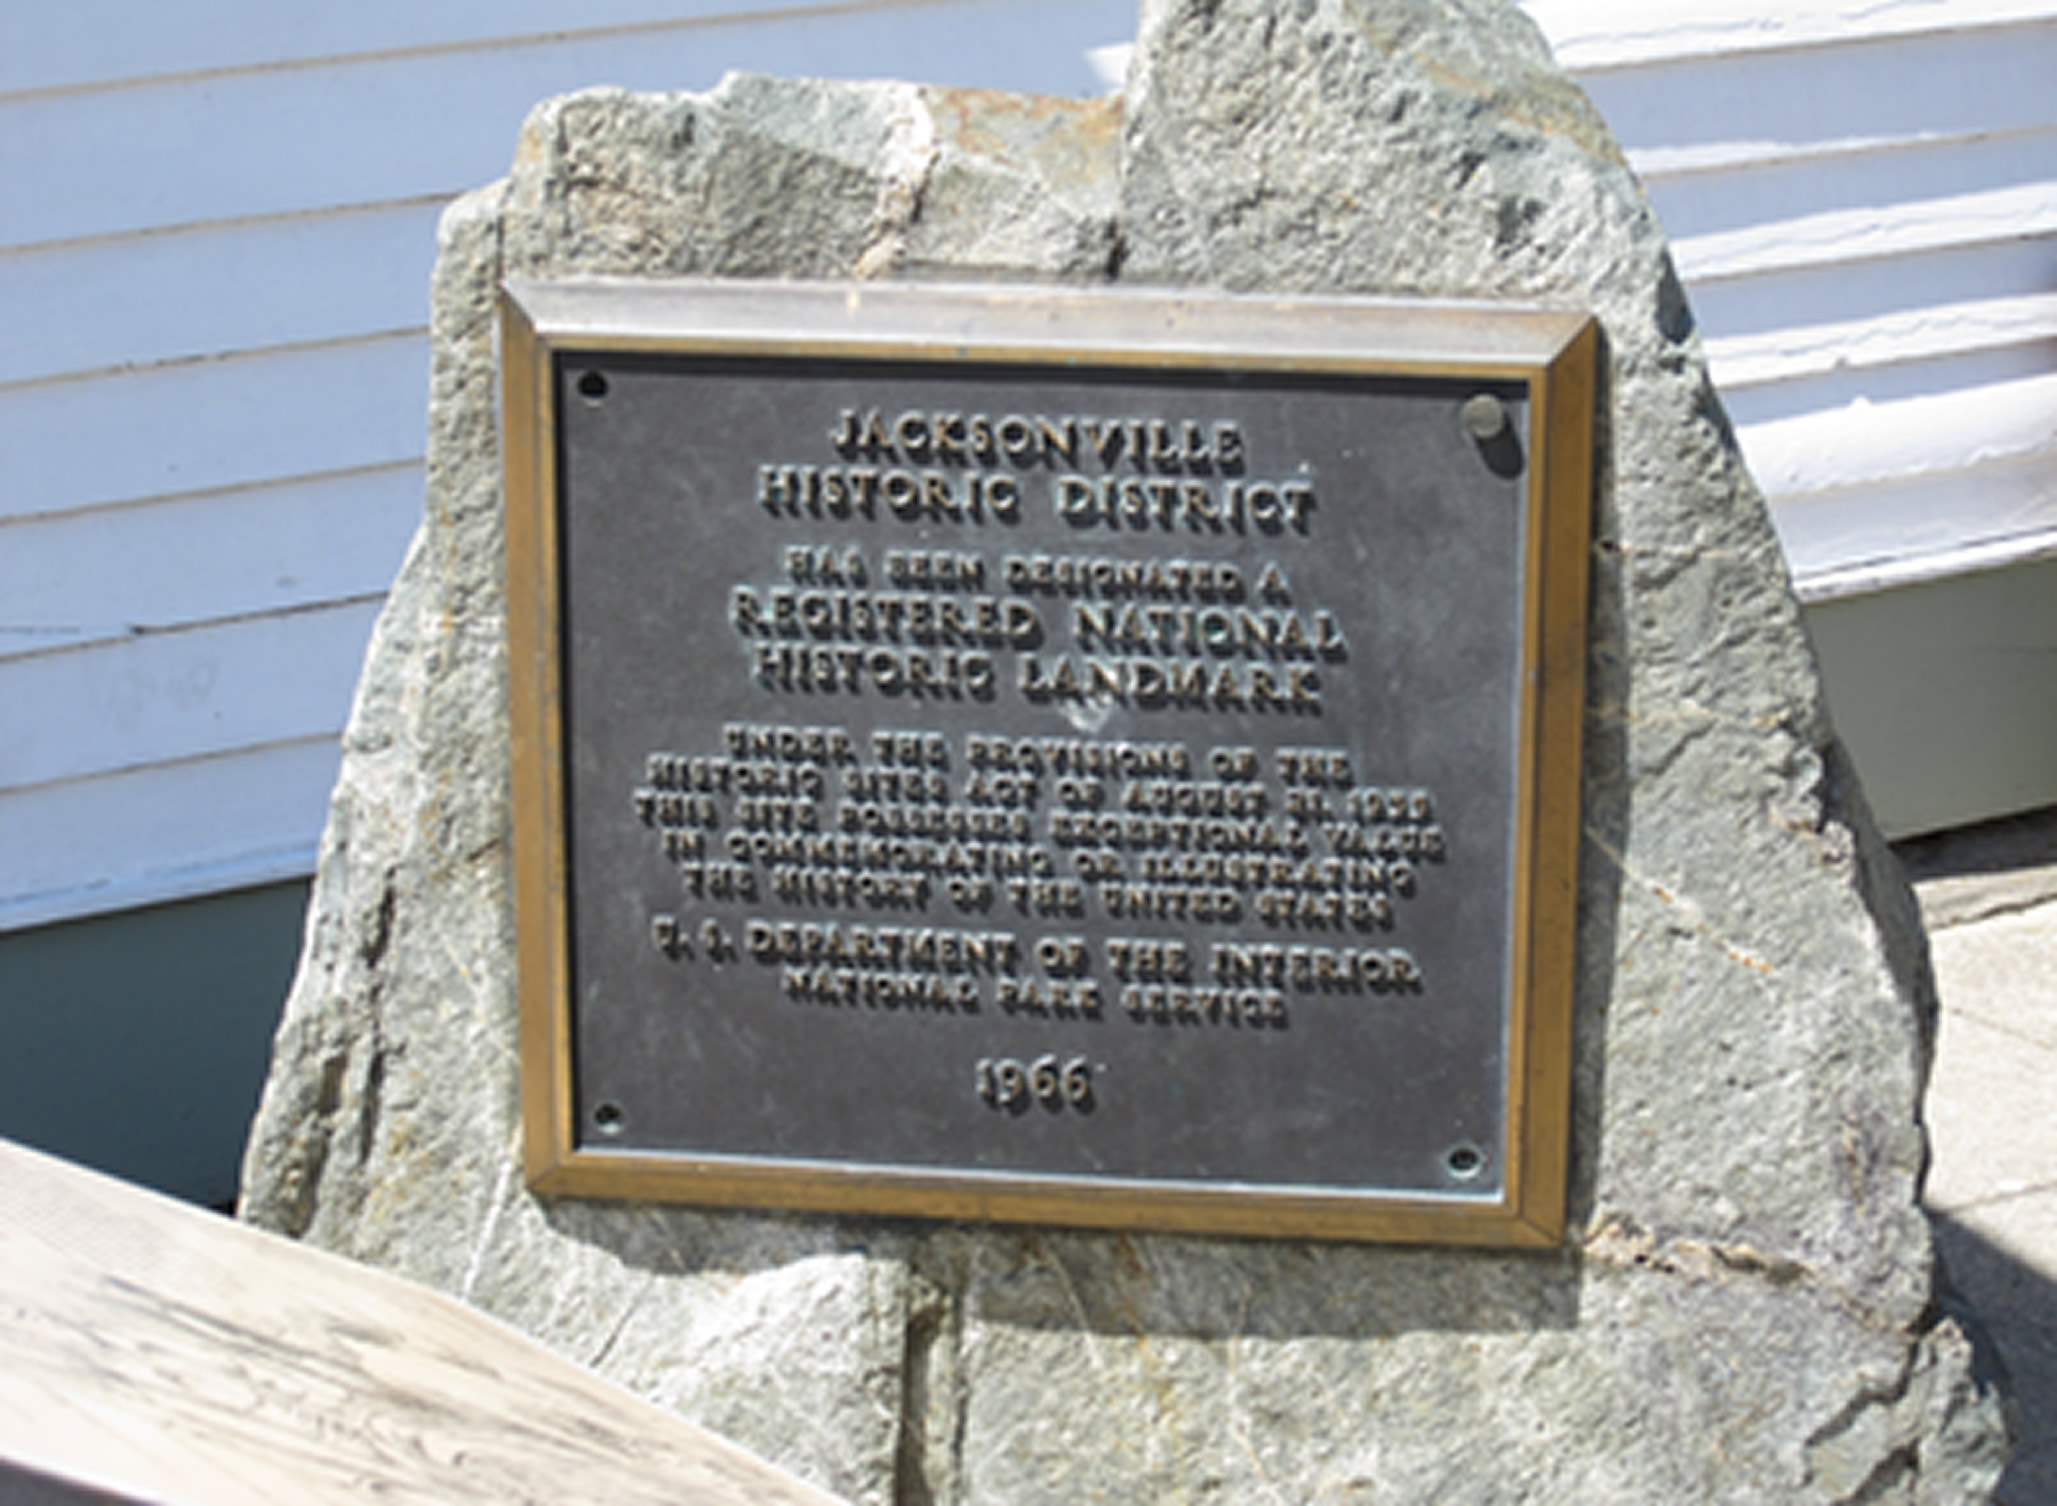 JACKSONVILLE
HISTORIC DISTRICT
HAS BEEN DESIGNATED A
REGISTERED NATIONAL
HISTORIC LANDMARK
UNDER THE PROVISIONS OF THE
HISTORIC SITES ACT OF AUGUST 21, 1935
THIS SITE POSSESSES EXCEPTIONAL VALUE
IN COMMEMORATING OR ILLUSTRATING
THE HISTORY OF THE UNITED STATES
U. S. DEPARTMENT OF THE INTERIOR
NATIONAL PARK SERVICE
1966